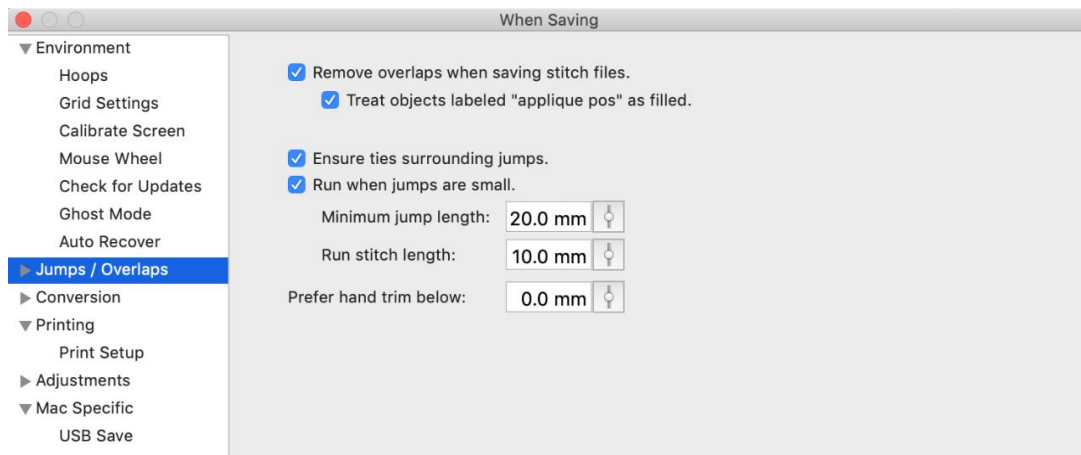 When Saving
Environment
Hoops
Grid Settings
Calibrate Screen
Mouse Wheel
Check for Updates
Ghost Mode
Auto Recover
Jumps / Overlaps
Conversion
Printing
Print Setup
Adjustments
Mac Specific
USB Save
Remove overlaps when saving stitch files.
Treat objects labeled "applique pos" as filled.
Ensure ties surrounding jumps.
Run when jumps are small.
Minimum jump length: 20.0 mm
Run stitch length: 10.0 mm
Prefer hand trim below: 0.0 mm